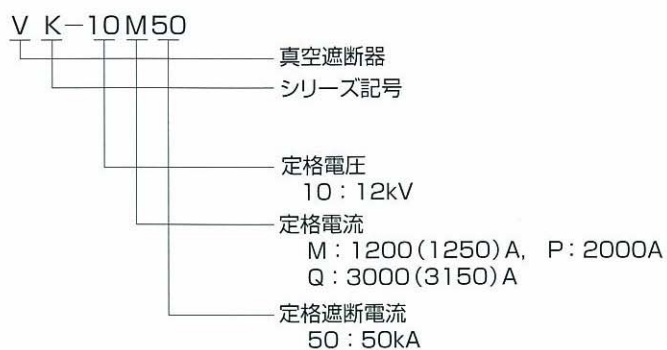 V K-10M50
真空遮断器
シリーズ記号
定格電圧
10：12kV
定格電流
M：1200(1250)A, P：2000A
Q：3000(3150)A
定格遮断電流
50：50kA